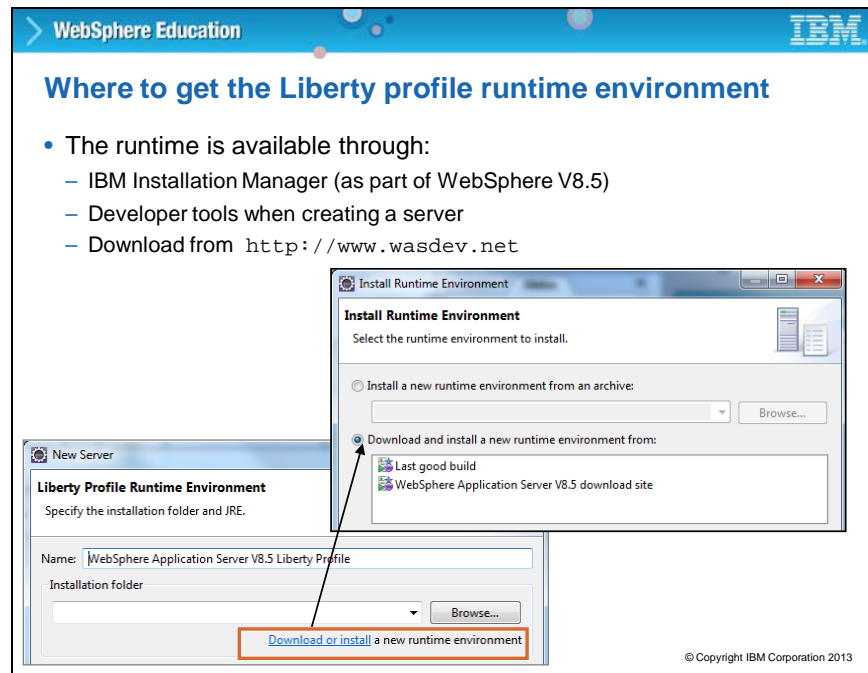 WebSphere Education
IBM
Where to get the Liberty profile runtime environment
• The runtime is available through:
– IBM Installation Manager (as part of WebSphere V8.5)
– Developer tools when creating a server
– Download from http://www.wasdev.net
Install Runtime Environment
Install Runtime Environment
Select the runtime environment to install.
Install a new runtime environment from an archive:
Browse...
Download and install a new runtime environment from:
Last good build
WebSphere Application Server V8.5 download site
New Server
Liberty Profile Runtime Environment
Specify the installation folder and JRE.
Name: WebSphere Application Server V8.5 Liberty Profile
Installation folder
Browse...
Download or install a new runtime environment
© Copyright IBM Corporation 2013